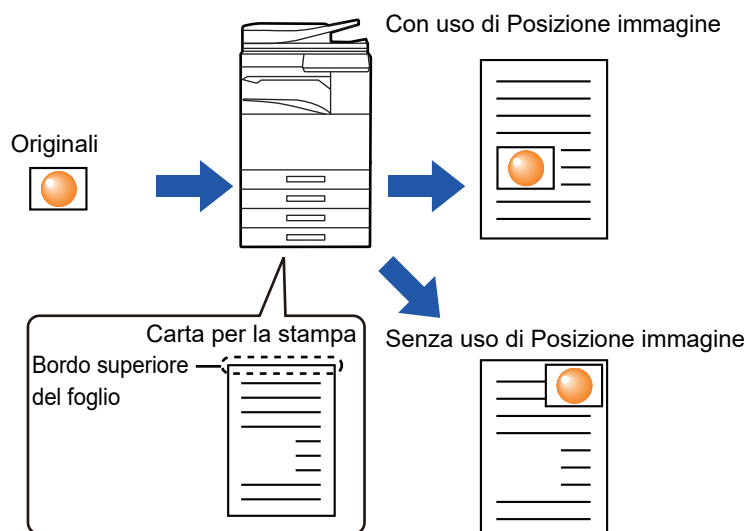 Con uso di Posizione immagine
Originali
Carta per la stampa
Bordo superiore
del foglio
Senza uso di Posizione immagine